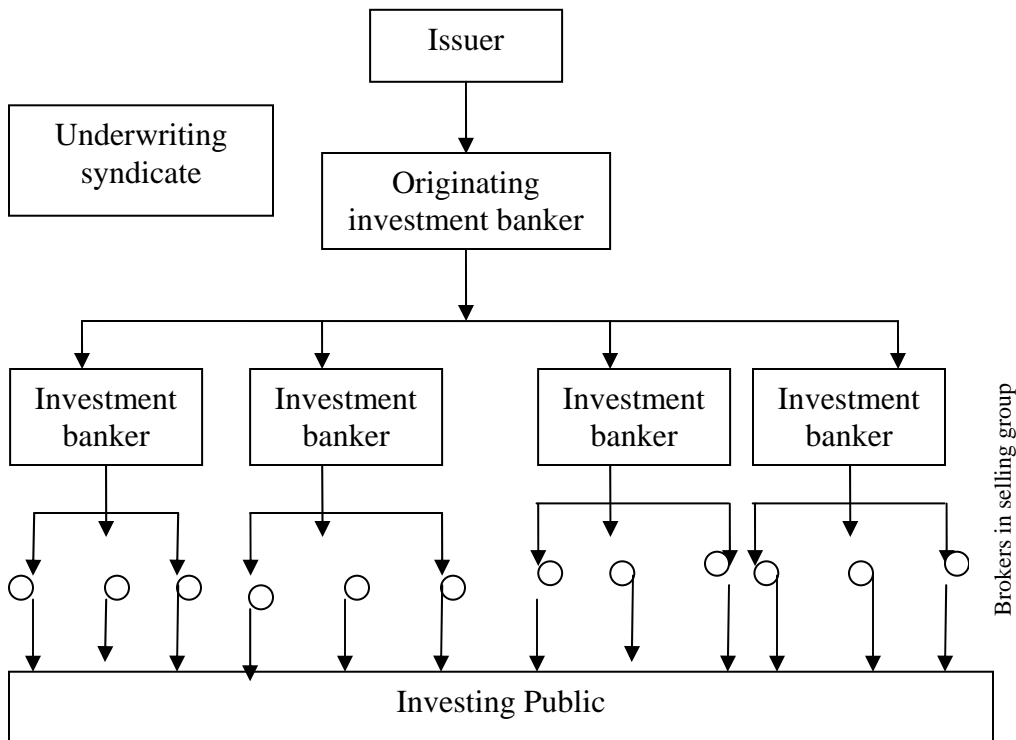 Issuer
Underwriting
syndicate
Originating
investment banker
Investment
banker
Investment
banker
Investment
banker
Investment
banker
Brokers in selling group
Investing Public